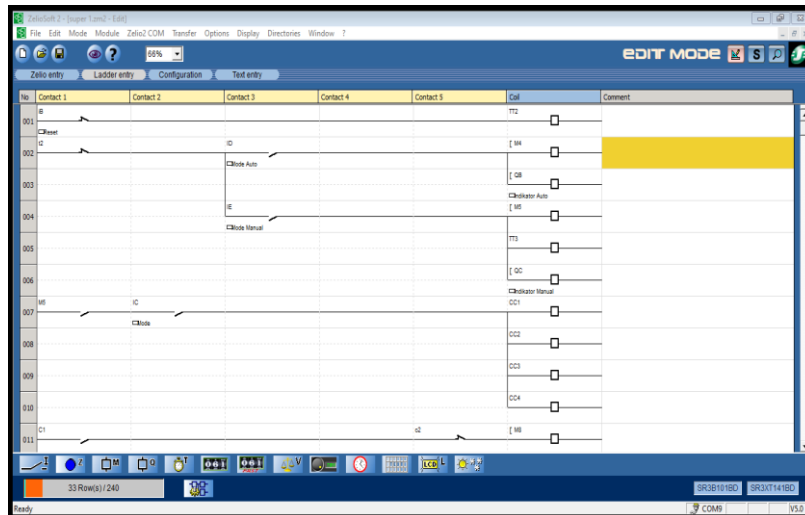 ZelioSoft 2 - [super 1.zm2 - Edit]
File Edit Mode Module Zelio2 COM Transfer Options Display Directories Window ?
66%
EDIT MODE
S
Zelio entry Ladder entry Configuration Text entry
No Contact 1 Contact 2 Contact 3 Contact 4 Contact 5 Coil Comment
001 TT2
Reset
002 t2 ID [ M4
Mode Auto
003 [ QB
Indikator Auto
004 IE [ M5
Mode Manual
005 TT3
006 [ QC
Indikator Manual
007 M5 IC CC1
Mode
008 CC2
009 CC3
010 CC4
011 C1 [ M8
I Z M Q T V LCD L
33 Row(s) / 240 SR3B101BD SR3XT141BD
Ready COM9 V5.0